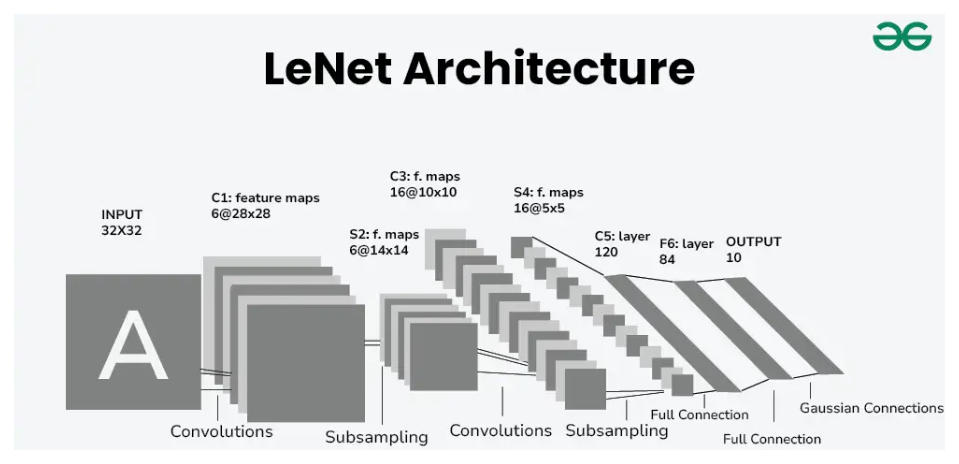 LeNet Architecture
INPUT
32X32
C1: feature maps
6@28x28
S2: f. maps
6@14x14
C3: f. maps
16@10x10
S4: f. maps
16@5x5
C5: layer
120
F6: layer
84
OUTPUT
10
A
Convolutions
Subsampling
Convolutions
Subsampling
Full Connection
Full Connection
Gaussian Connections